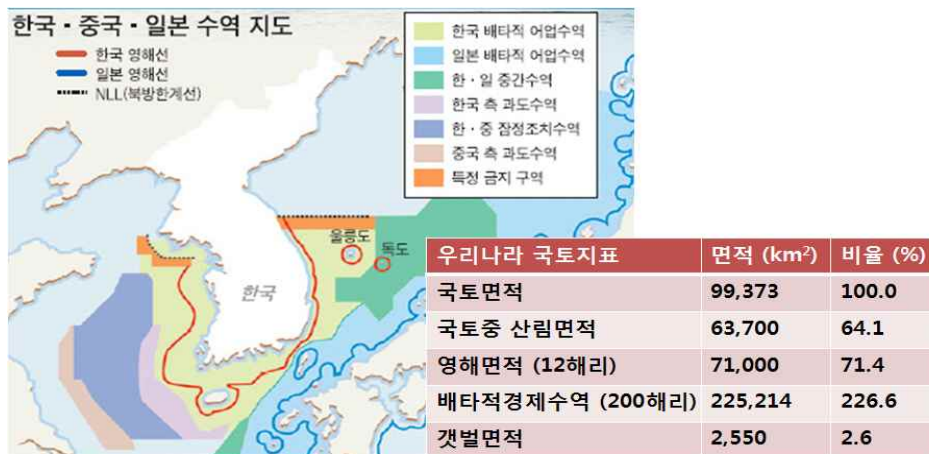 한국 · 중국 · 일본 수역 지도
한국 영해선
일본 영해선
NLL(북방한계선)
한국 배타적 어업수역
일본 배타적 어업수역
한 · 일 중간수역
한국 측 과도수역
한 · 중 잠정조치수역
중국 측 과도수역
특정 금지 구역
울릉도
독도
한국
우리나라 국토지표 면적 (km²) 비율 (%)
국토면적 99,373 100.0
국토중 산림면적 63,700 64.1
영해면적 (12해리) 71,000 71.4
배타적경제수역 (200해리) 225,214 226.6
갯벌면적 2,550 2.6